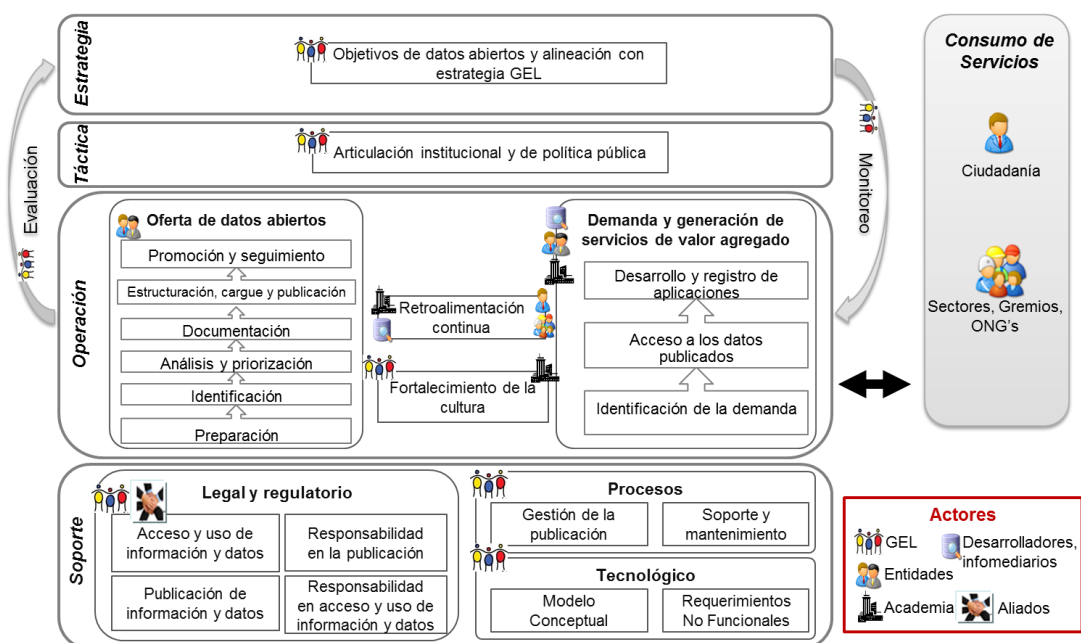 Estrategia
Objetivos de datos abiertos y alineación con
estrategia GEL
Táctica
Articulación institucional y de política pública
Evaluación
Monitoreo
Operación
Oferta de datos abiertos
Promoción y seguimiento
Estructuración, cargue y publicación
Documentación
Análisis y priorización
Identificación
Preparación
Retroalimentación
continua
Fortalecimiento de la
cultura
Demanda y generación de
servicios de valor agregado
Desarrollo y registro de
aplicaciones
Acceso a los datos
publicados
Identificación de la demanda
Soporte
Legal y regulatorio
Acceso y uso de
información y datos
Responsabilidad
en la publicación
Publicación de
información y datos
Responsabilidad
en acceso y uso de
información y datos
Procesos
Gestión de la
publicación
Soporte y
mantenimiento
Tecnológico
Modelo
Conceptual
Requerimientos
No Funcionales
Consumo de
Servicios
Ciudadanía
Sectores, Gremios,
ONG's
Actores
GEL
Desarrolladores,
infomediarios
Entidades
Academia
Aliados